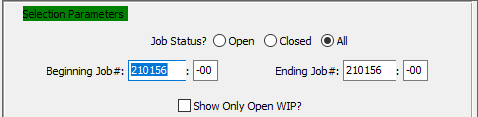 Selection Parameters
Job Status? Open Closed All
Beginning Job#: 210156 : -00 Ending Job#: 210156 : -00
Show Only Open WIP?